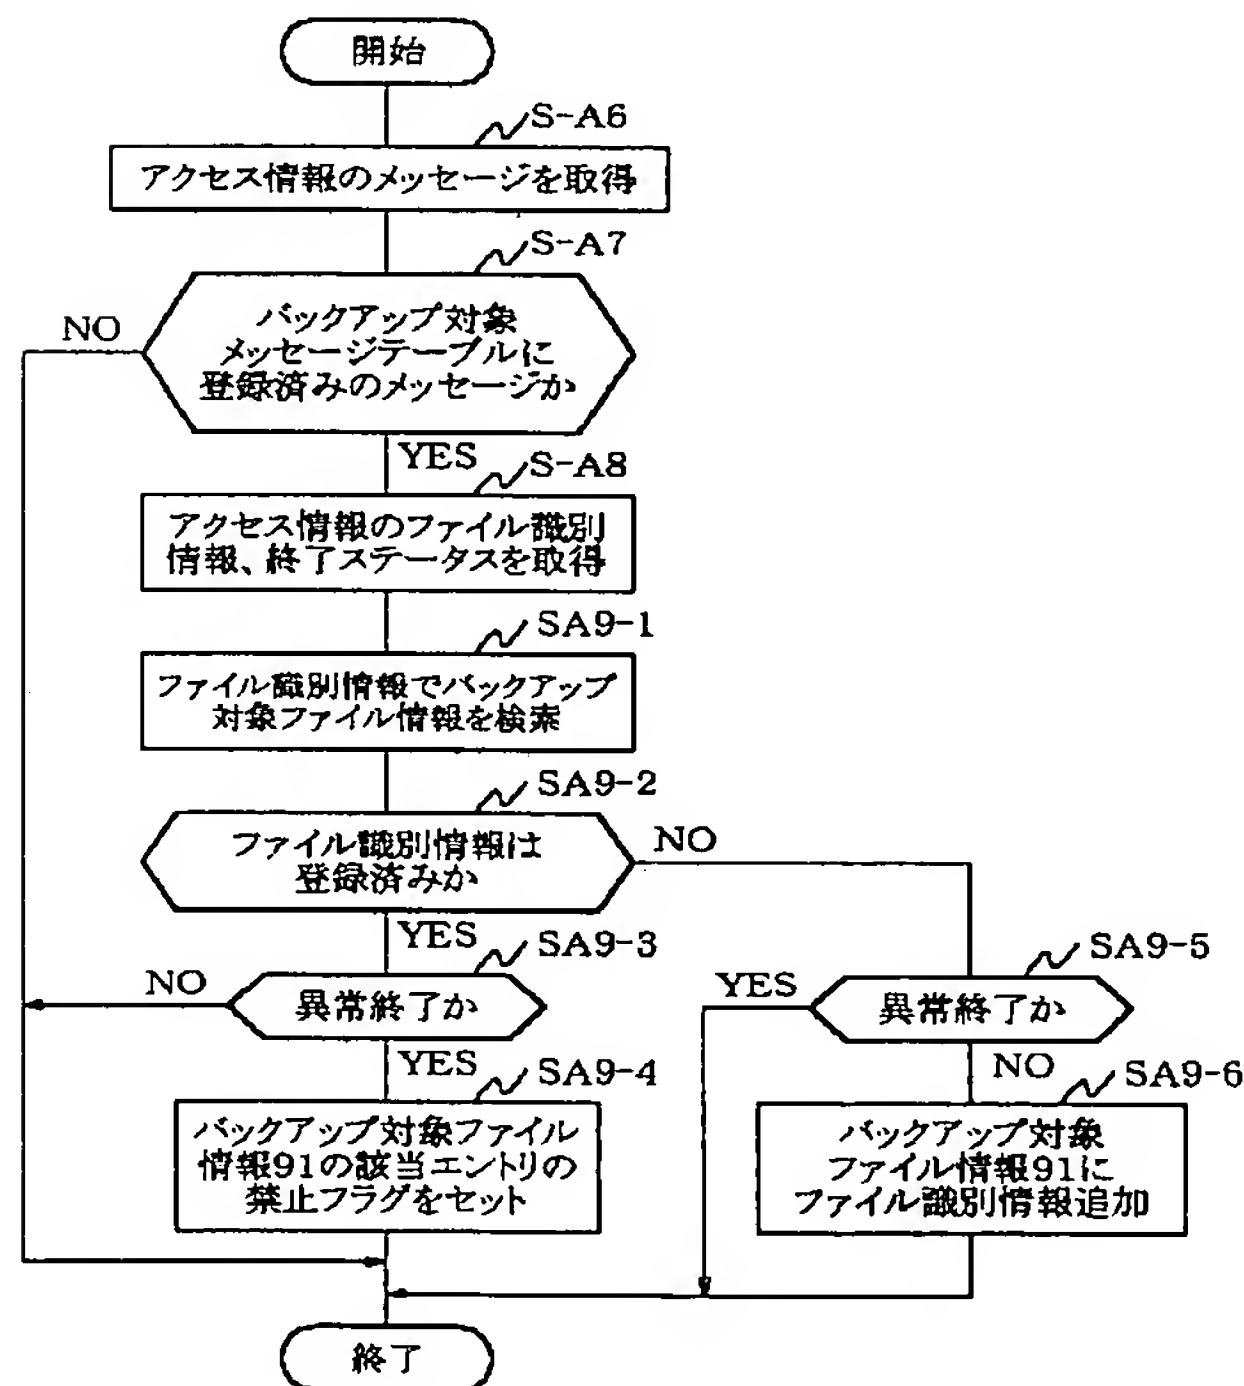 開始
S-A6
アクセス情報のメッセージを取得
S-A7
NO
バックアップ対象
メッセージテーブルに
登録済みのメッセージか
YES
S-A8
アクセス情報のファイル識別
情報、終了ステータスを取得
SA9-1
ファイル識別情報でバックアップ
対象ファイル情報を検索
SA9-2
ファイル識別情報は
登録済みか
NO
YES
SA9-3
NO
異常終了か
SA9-5
YES
異常終了か
YES
SA9-4
バックアップ対象ファイル
情報91の該当エントリの
禁止フラグをセット
NO
SA9-6
バックアップ対象
ファイル情報91に
ファイル識別情報追加
終了